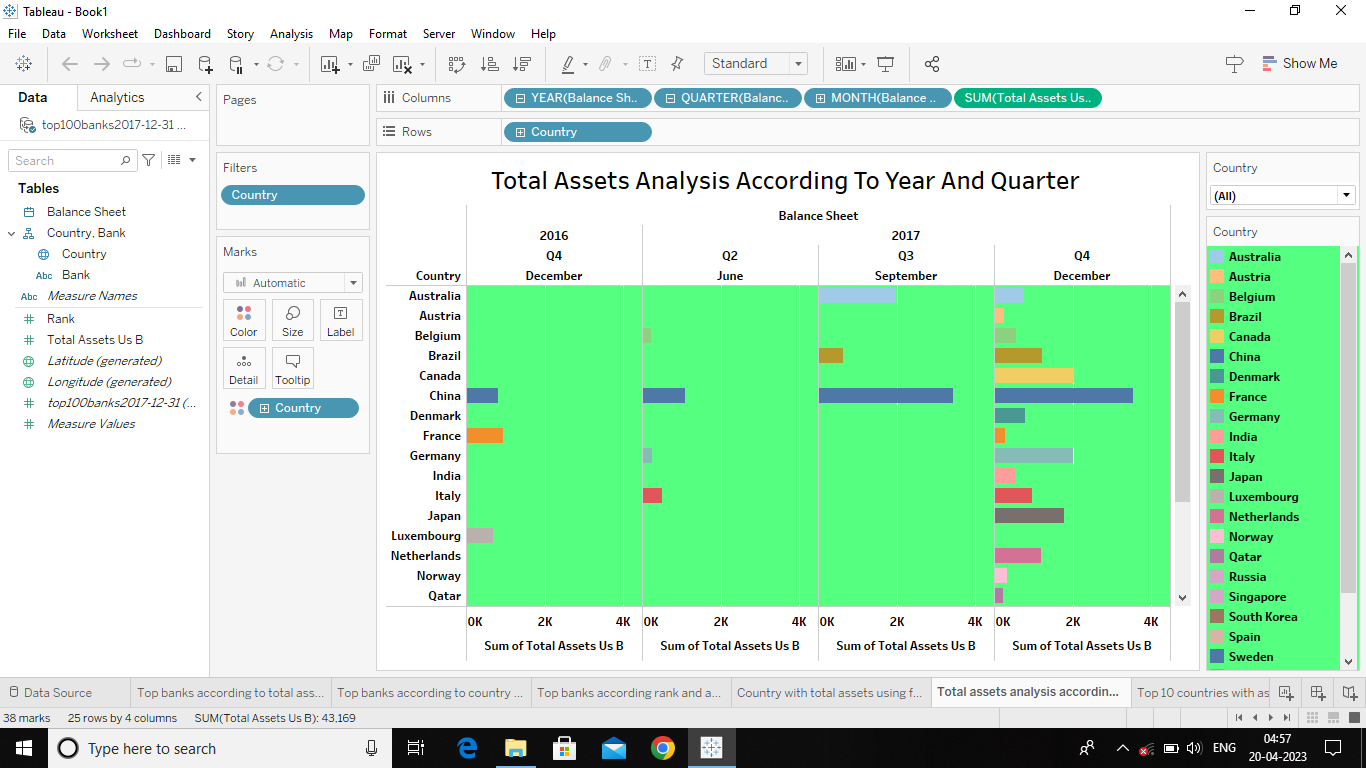 Tableau - Book1
File Data Worksheet Dashboard Story Analysis Map Format Server Window Help
Standard
Show Me
Data Analytics
top100banks2017-12-31 ...
Search
Tables
Balance Sheet
Country, Bank
Country
Abc Bank
Abc Measure Names
Rank
Total Assets Us B
Latitude (generated)
Longitude (generated)
top100banks2017-12-31 (...
Measure Values
Pages
Filters
Country
Marks
Automatic
Color Size Label
Detail Tooltip
Country
Columns YEAR(Balance Sh.. QUARTER(Balanc.. MONTH(Balance .. SUM(Total Assets Us..
Rows Country
Total Assets Analysis According To Year And Quarter
Balance Sheet
2016 2017
Q4 Q2 Q3 Q4
Country December June September December
Australia
Austria
Belgium
Brazil
Canada
China
Denmark
France
Germany
India
Italy
Japan
Luxembourg
Netherlands
Norway
Qatar
0K 2K 4K 0K 2K 4K 0K 2K 4K 0K 2K 4K
Sum of Total Assets Us B Sum of Total Assets Us B Sum of Total Assets Us B Sum of Total Assets Us B
Country
(All)
Country
Australia
Austria
Belgium
Brazil
Canada
China
Denmark
France
Germany
India
Italy
Japan
Luxembourg
Netherlands
Norway
Qatar
Russia
Singapore
South Korea
Spain
Sweden
Data Source Top banks according to total ass... Top banks according to country ... Top banks according rank and a... Country with total assets using f... Total assets analysis accordin... Top 10 countries with as
38 marks 25 rows by 4 columns SUM(Total Assets Us B): 43,169
Type here to search
ENG
04:57
20-04-2023